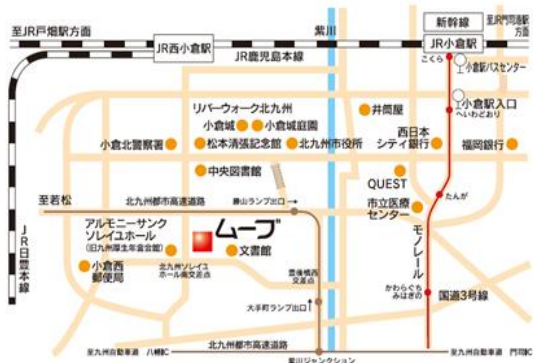 至JR戸畑駅方面
紫川
新幹線
至JR門司港駅
方面
JR西小倉駅
JR鹿児島本線
JR小倉駅
こくら
小倉駅バスセンター
リバーウォーク北九州
井筒屋
小倉駅入口
へいわどおり
小倉城
小倉城庭園
小倉北警察署
松本清張記念館
北九州市役所
西日本
シティ銀行
福岡銀行
中央図書館
QUEST
至若松
北九州都市高速道路
勝山ランプ出口
市立医療
センター
たんが
アルモニーサンク
ソレイユホール
(旧九州厚生年金会館)
ムーブ
文書館
モノレール
JR日豊本線
小倉西
郵便局
北九州ソレイユ
ホール南交差点
豊後橋西
交差点
かわらぐち
みはぎの
国道3号線
大手町ランプ出口
北九州都市高速道路
至九州自動車道 八幡IC
至九州自動車道 門司IC
紫川ジャンクション